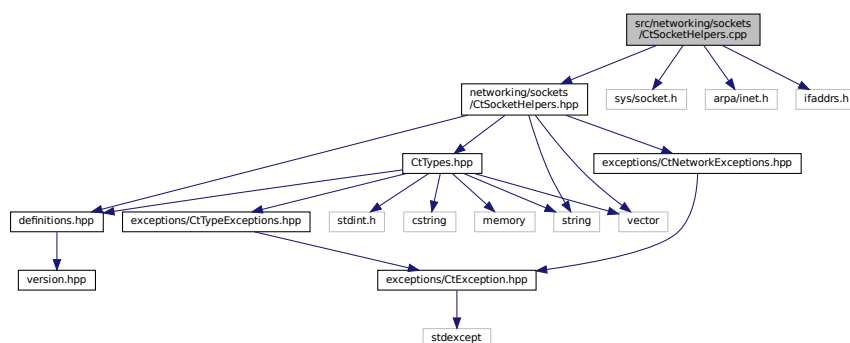 src/networking/sockets
/CtSocketHelpers.cpp
networking/sockets
/CtSocketHelpers.hpp
sys/socket.h
arpa/inet.h
ifaddrs.h
CtTypes.hpp
exceptions/CtNetworkExceptions.hpp
definitions.hpp
exceptions/CtTypeExceptions.hpp
stdint.h
cstring
memory
string
vector
version.hpp
exceptions/CtException.hpp
stdexcept